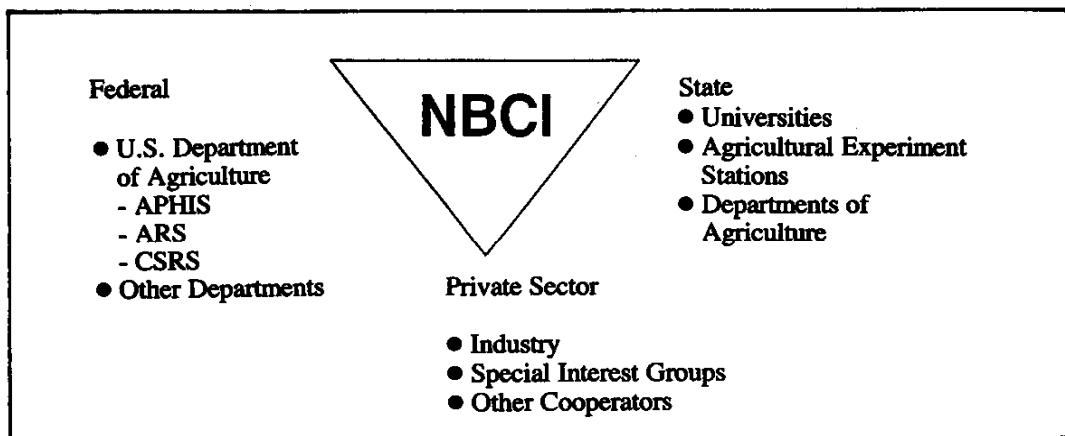 Federal
● U.S. Department
of Agriculture
- APHIS
- ARS
- CSRS
● Other Departments
NBCI
State
● Universities
● Agricultural Experiment
Stations
● Departments of
Agriculture
Private Sector
● Industry
● Special Interest Groups
● Other Cooperators